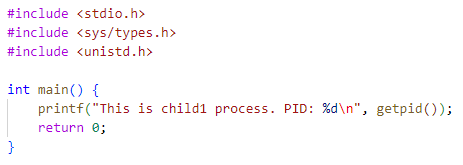 #include <stdio.h>
#include <sys/types.h>
#include <unistd.h>

int main() {
    printf("This is child1 process. PID: %d\n", getpid());
    return 0;
}